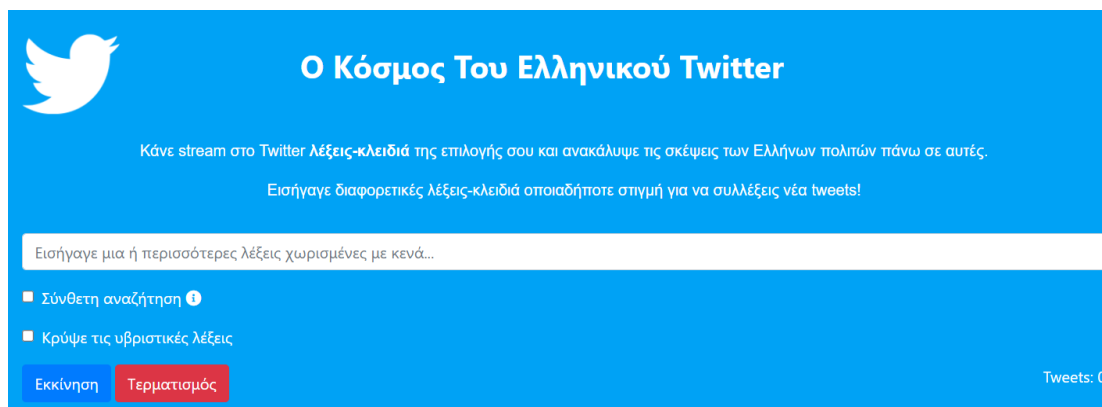 Ο Κόσμος Του Ελληνικού Twitter
Κάνε stream στο Twitter λέξεις-κλειδιά της επιλογής σου και ανακάλυψε τις σκέψεις των Ελλήνων πολιτών πάνω σε αυτές.
Εισήγαγε διαφορετικές λέξεις-κλειδιά οποιαδήποτε στιγμή για να συλλέξεις νέα tweets!
Εισήγαγε μια ή περισσότερες λέξεις χωρισμένες με κενά...
Σύνθετη αναζήτηση
Κρύψε τις υβριστικές λέξεις
Εκκίνηση Τερματισμός Tweets: 0